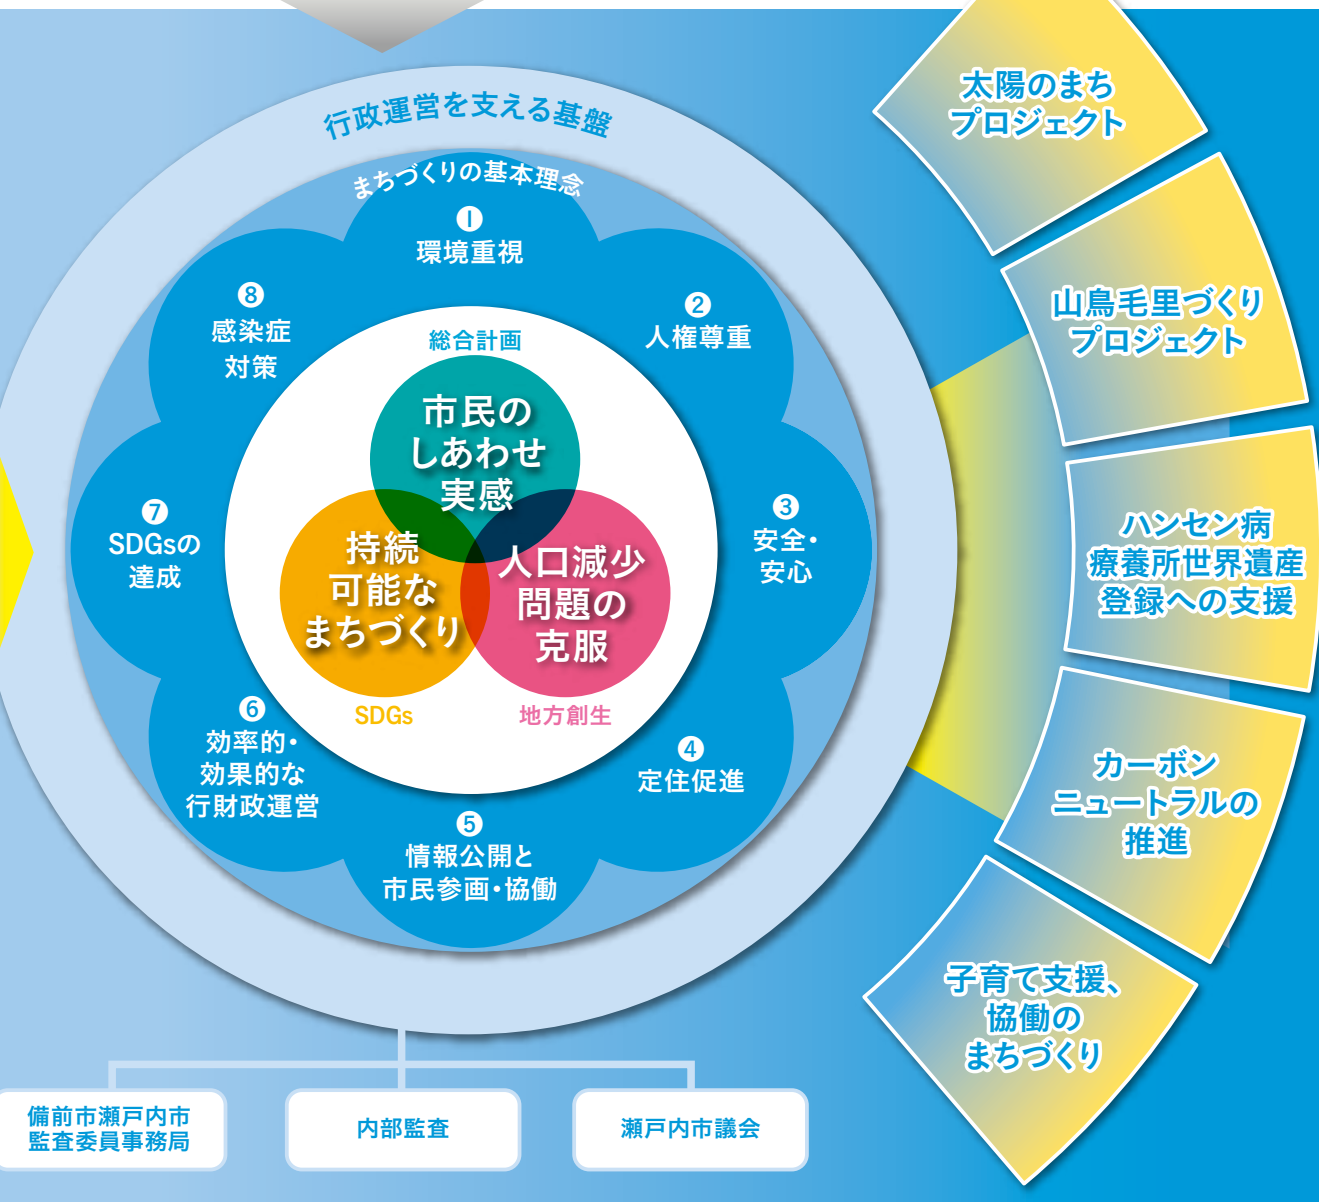 行政運営を支える基盤
まちづくりの基本理念
❶
環境重視
❷
人権尊重
❸
安全・
安心
❹
定住促進
❺
情報公開と
市民参画・協働
❻
効率的・
効果的な
行財政運営
❼
SDGsの
達成
❽
感染症
対策
総合計画
市民の
しあわせ
実感
持続
可能な
まちづくり
SDGs
人口減少
問題の
克服
地方創生
太陽のまち
プロジェクト
山鳥毛里づくり
プロジェクト
ハンセン病
療養所世界遺産
登録への支援
カーボン
ニュートラルの
推進
子育て支援、
協働の
まちづくり
備前市瀬戸内市
監査委員事務局
内部監査
瀬戸内市議会